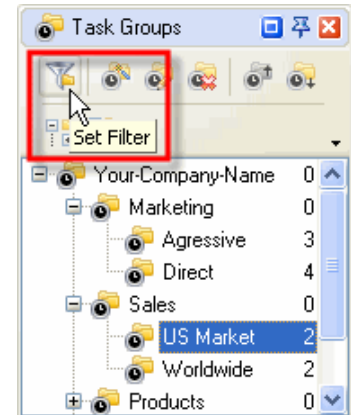 Task Groups
Set Filter
Your-Company-Name 0
Marketing 0
Agressive 3
Direct 4
Sales 0
US Market 2
Worldwide 2
Products 0